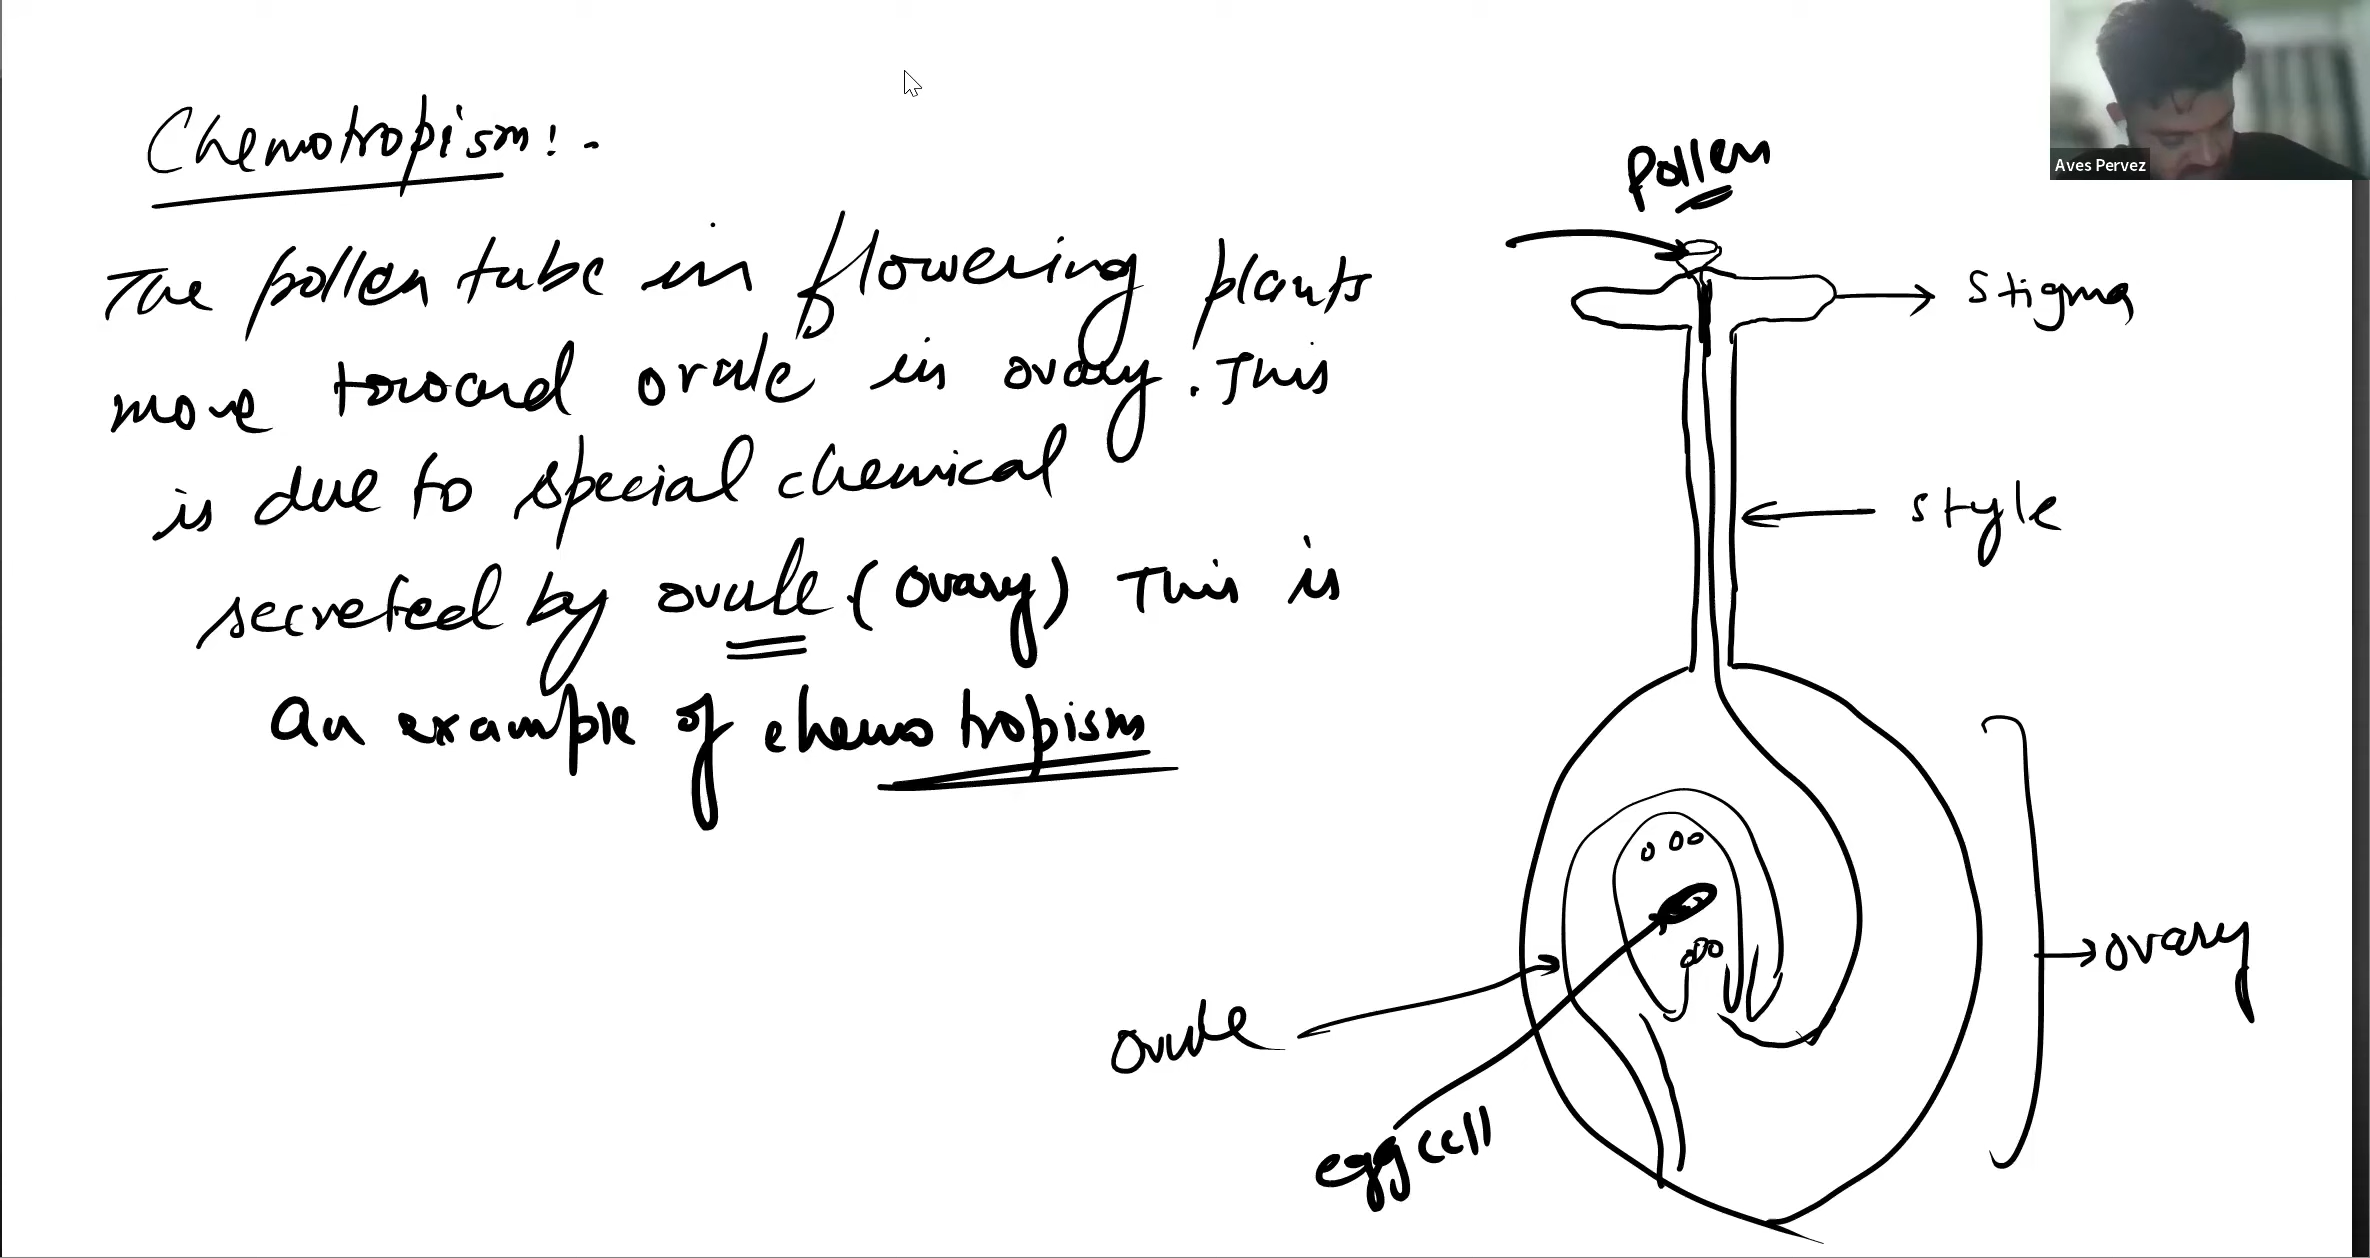 Chemotropism:-
The pollen tube in flowering plants
move toward ovule in ovary. This
is due to special chemical
secreted by ovule (ovary) This is
an example of chemotropism
Pollen
Stigma
style
ovary
ovule
egg cell
Aves Pervez